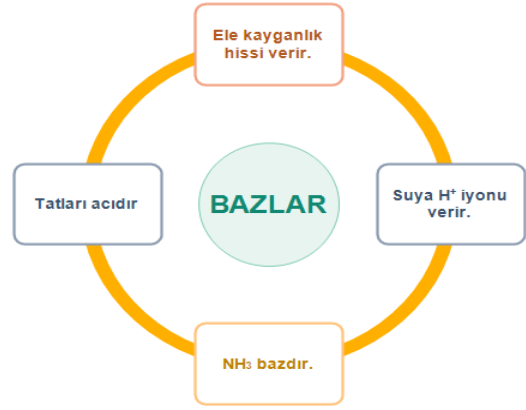 Ele kayganlık
hissi verir.
Tatları acıdır
BAZLAR
Suya H⁺ iyonu
verir.
NH₃ bazdır.